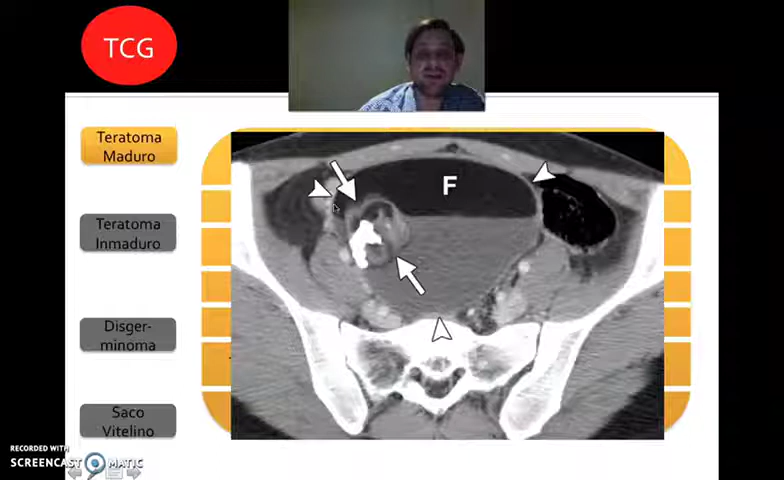 TCG
Teratoma
Maduro
F
Teratoma
Inmaduro
Disger-
minoma
Saco
Vitelino
RECORDED WITH
SCREENCAST MATIC